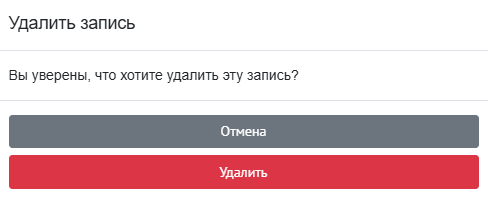 Удалить запись
Вы уверены, что хотите удалить эту запись?
Отмена
Удалить